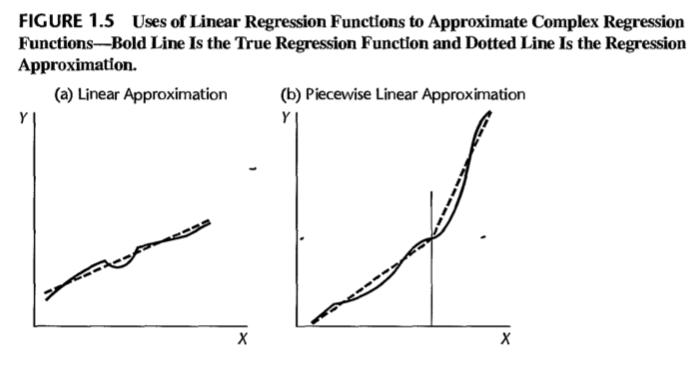 FIGURE 1.5 Uses of Linear Regression Functions to Approximate Complex Regression
Functions—Bold Line Is the True Regression Function and Dotted Line Is the Regression
Approximation.
(a) Linear Approximation
(b) Piecewise Linear Approximation
Y
Y
X
X